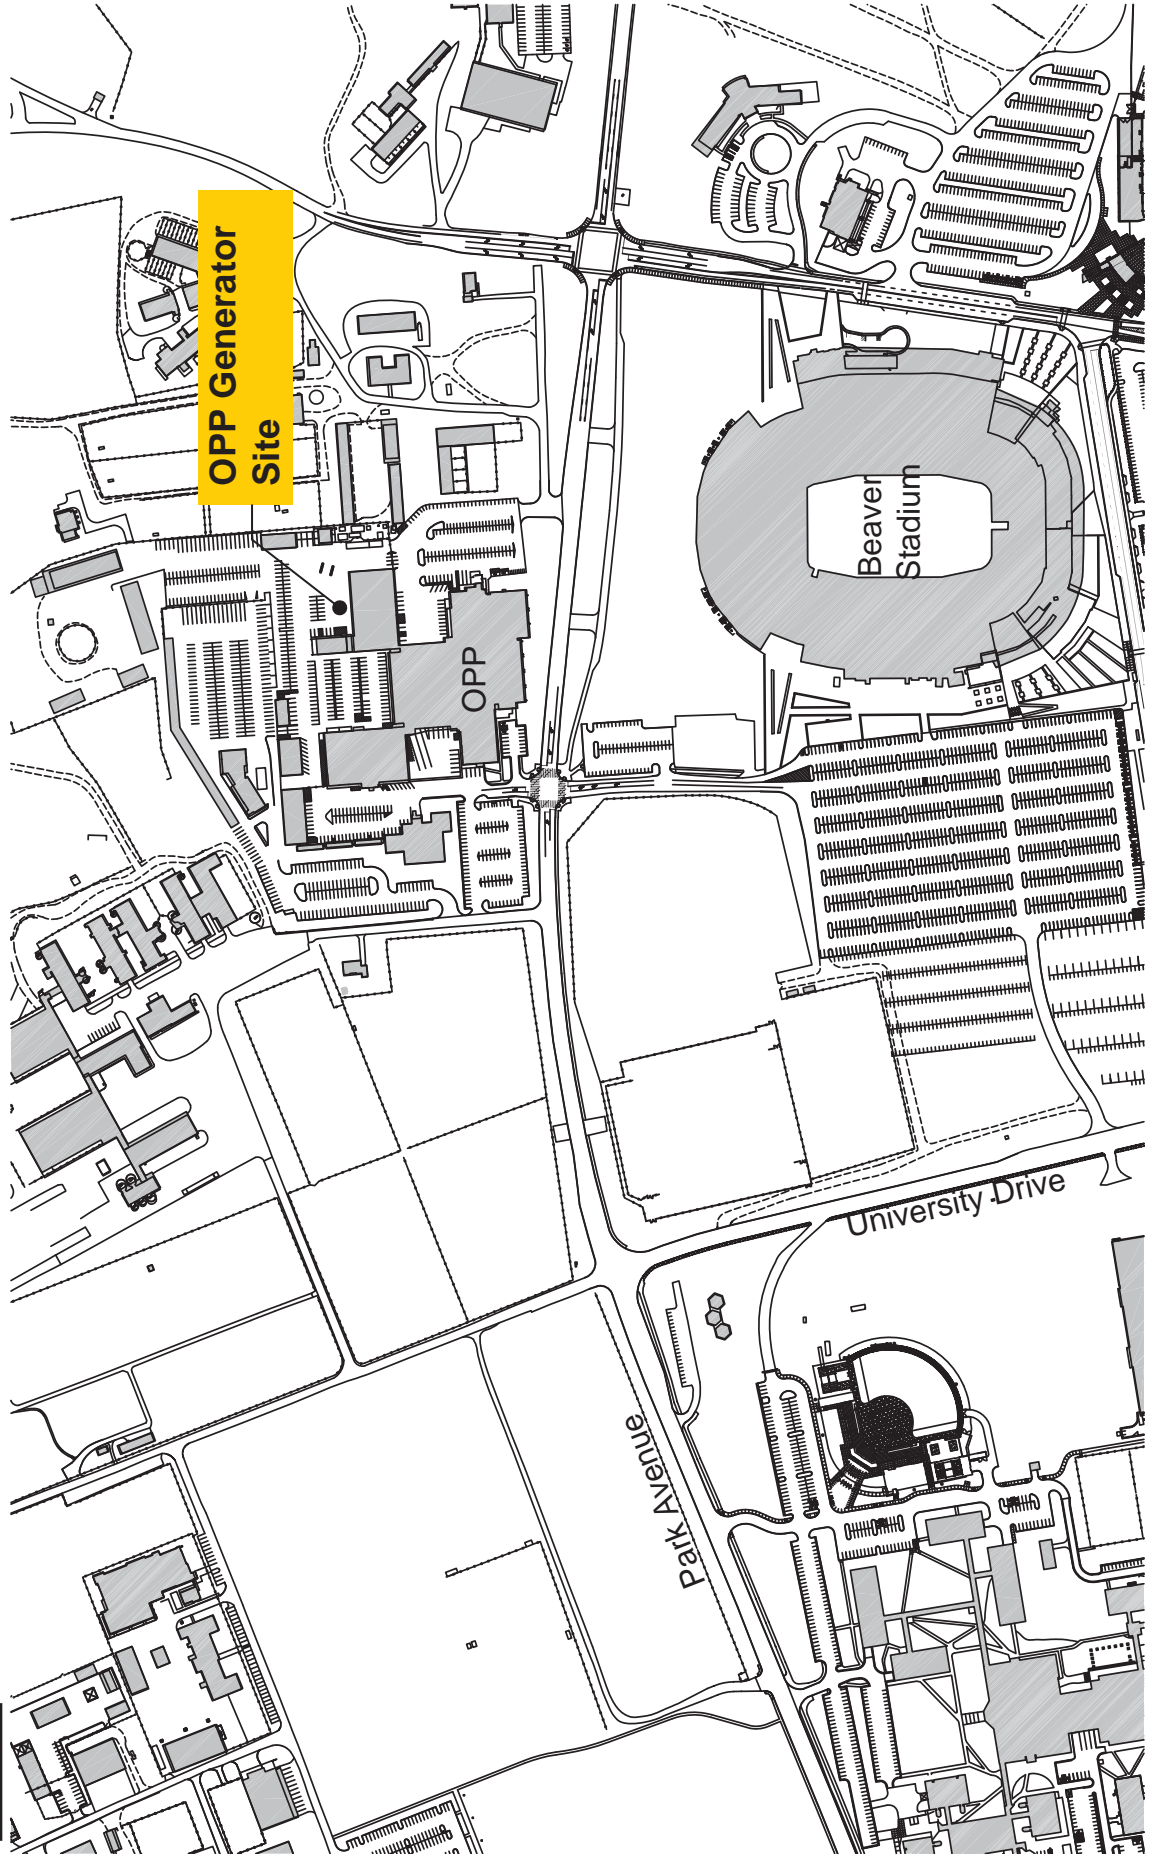 OPP Generator
Site
OPP
Beaver
Stadium
University Drive
Park Avenue